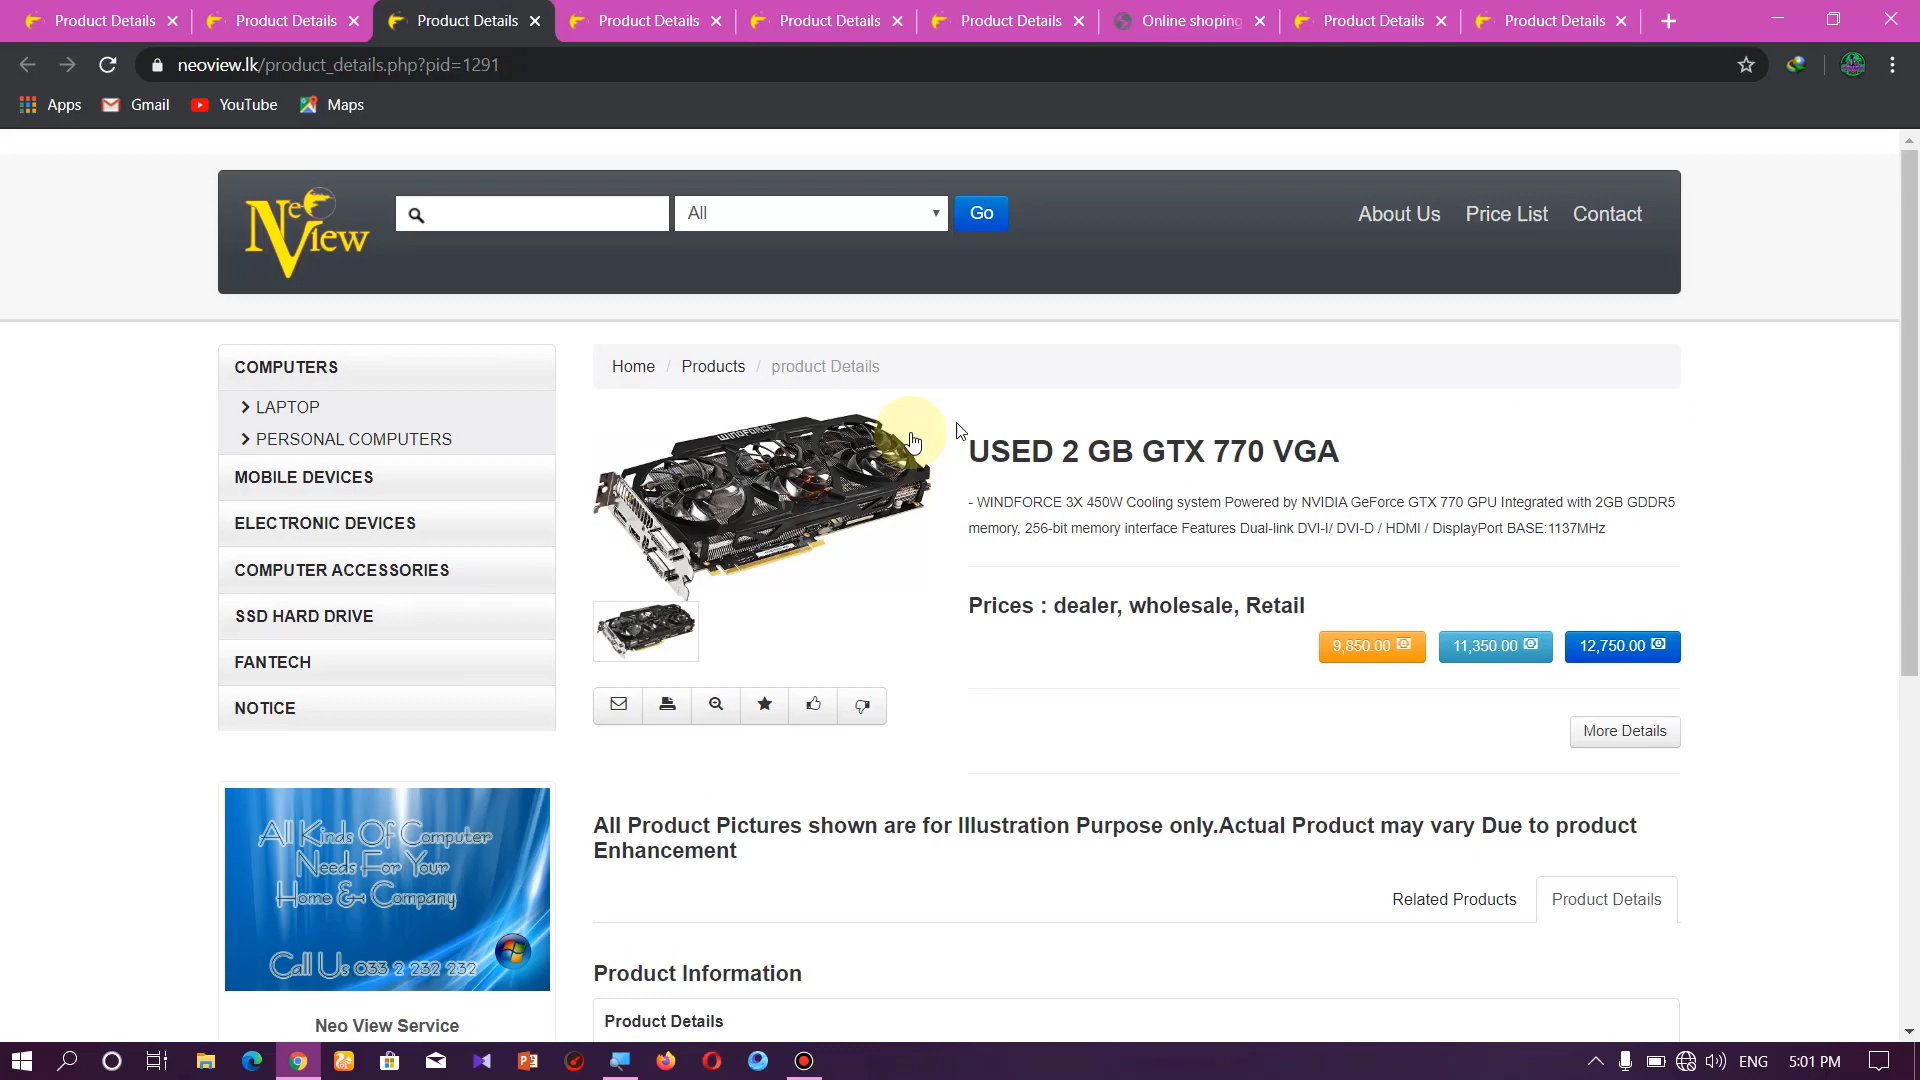 Product Details
Product Details
Product Details
Product Details
Product Details
Product Details
Online shoping
Product Details
Product Details
neoview.lk/product_details.php?pid=1291
Apps
Gmail
YouTube
Maps
Neo View
All
Go
About Us
Price List
Contact
COMPUTERS
LAPTOP
PERSONAL COMPUTERS
MOBILE DEVICES
ELECTRONIC DEVICES
COMPUTER ACCESSORIES
SSD HARD DRIVE
FANTECH
NOTICE
All Kinds Of Computer
Needs For Your
Home & Company
Call Us 033 2 232 232
Neo View Service
Home / Products / product Details
WINDFORCE
USED 2 GB GTX 770 VGA
- WINDFORCE 3X 450W Cooling system Powered by NVIDIA GeForce GTX 770 GPU Integrated with 2GB GDDR5
memory, 256-bit memory interface Features Dual-link DVI-I/ DVI-D / HDMI / DisplayPort BASE:1137MHz
Prices : dealer, wholesale, Retail
9,850.00
11,350.00
12,750.00
More Details
All Product Pictures shown are for Illustration Purpose only.Actual Product may vary Due to product
Enhancement
Related Products
Product Details
Product Information
Product Details
ENG
5:01 PM